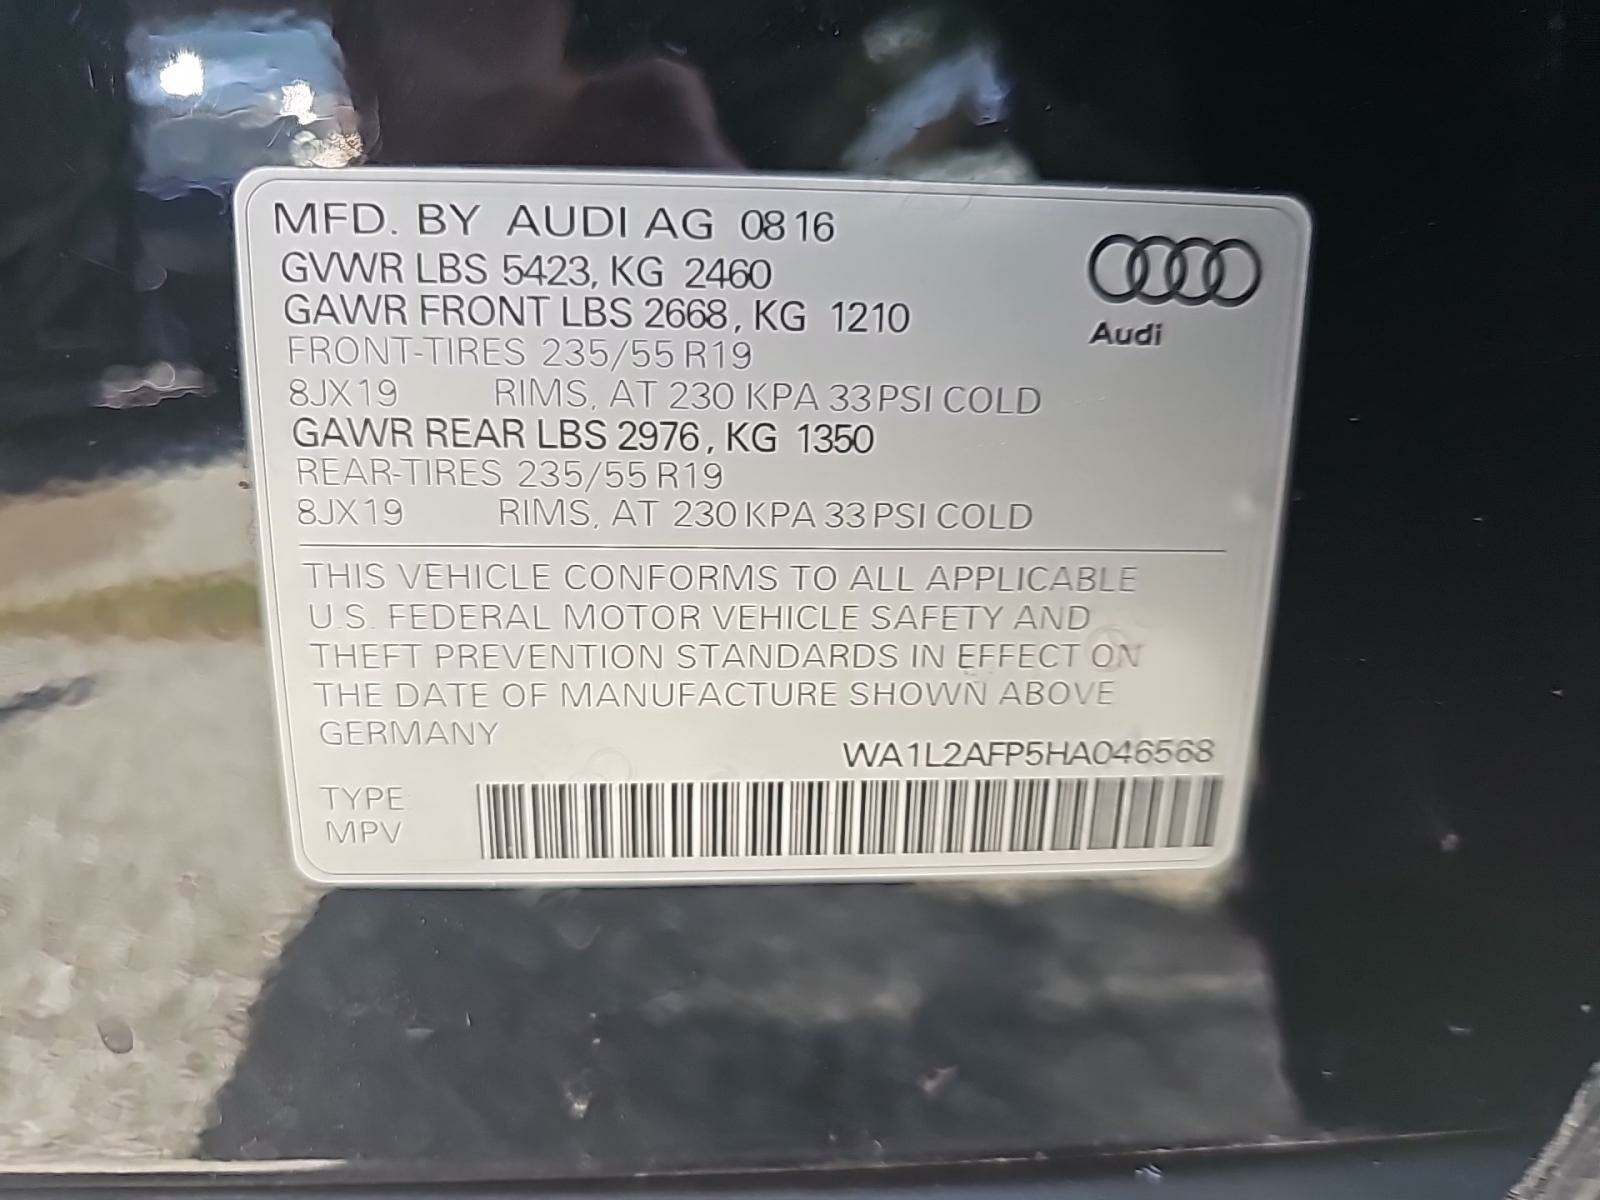 MFD. BY AUDI AG 0816
GVWR LBS 5423, KG 2460
GAWR FRONT LBS 2668, KG 1210
Audi
FRONT-TIRES 235/55 R19
8JX19 RIMS, AT 230 KPA 33 PSI COLD
GAWR REAR LBS 2976, KG 1350
REAR-TIRES 235/55 R19
8JX19 RIMS, AT 230 KPA 33 PSI COLD
THIS VEHICLE CONFORMS TO ALL APPLICABLE
U.S. FEDERAL MOTOR VEHICLE SAFETY AND
THEFT PREVENTION STANDARDS IN EFFECT ON
THE DATE OF MANUFACTURE SHOWN ABOVE
GERMANY
WA1L2AFP5HA046568
TYPE
MPV